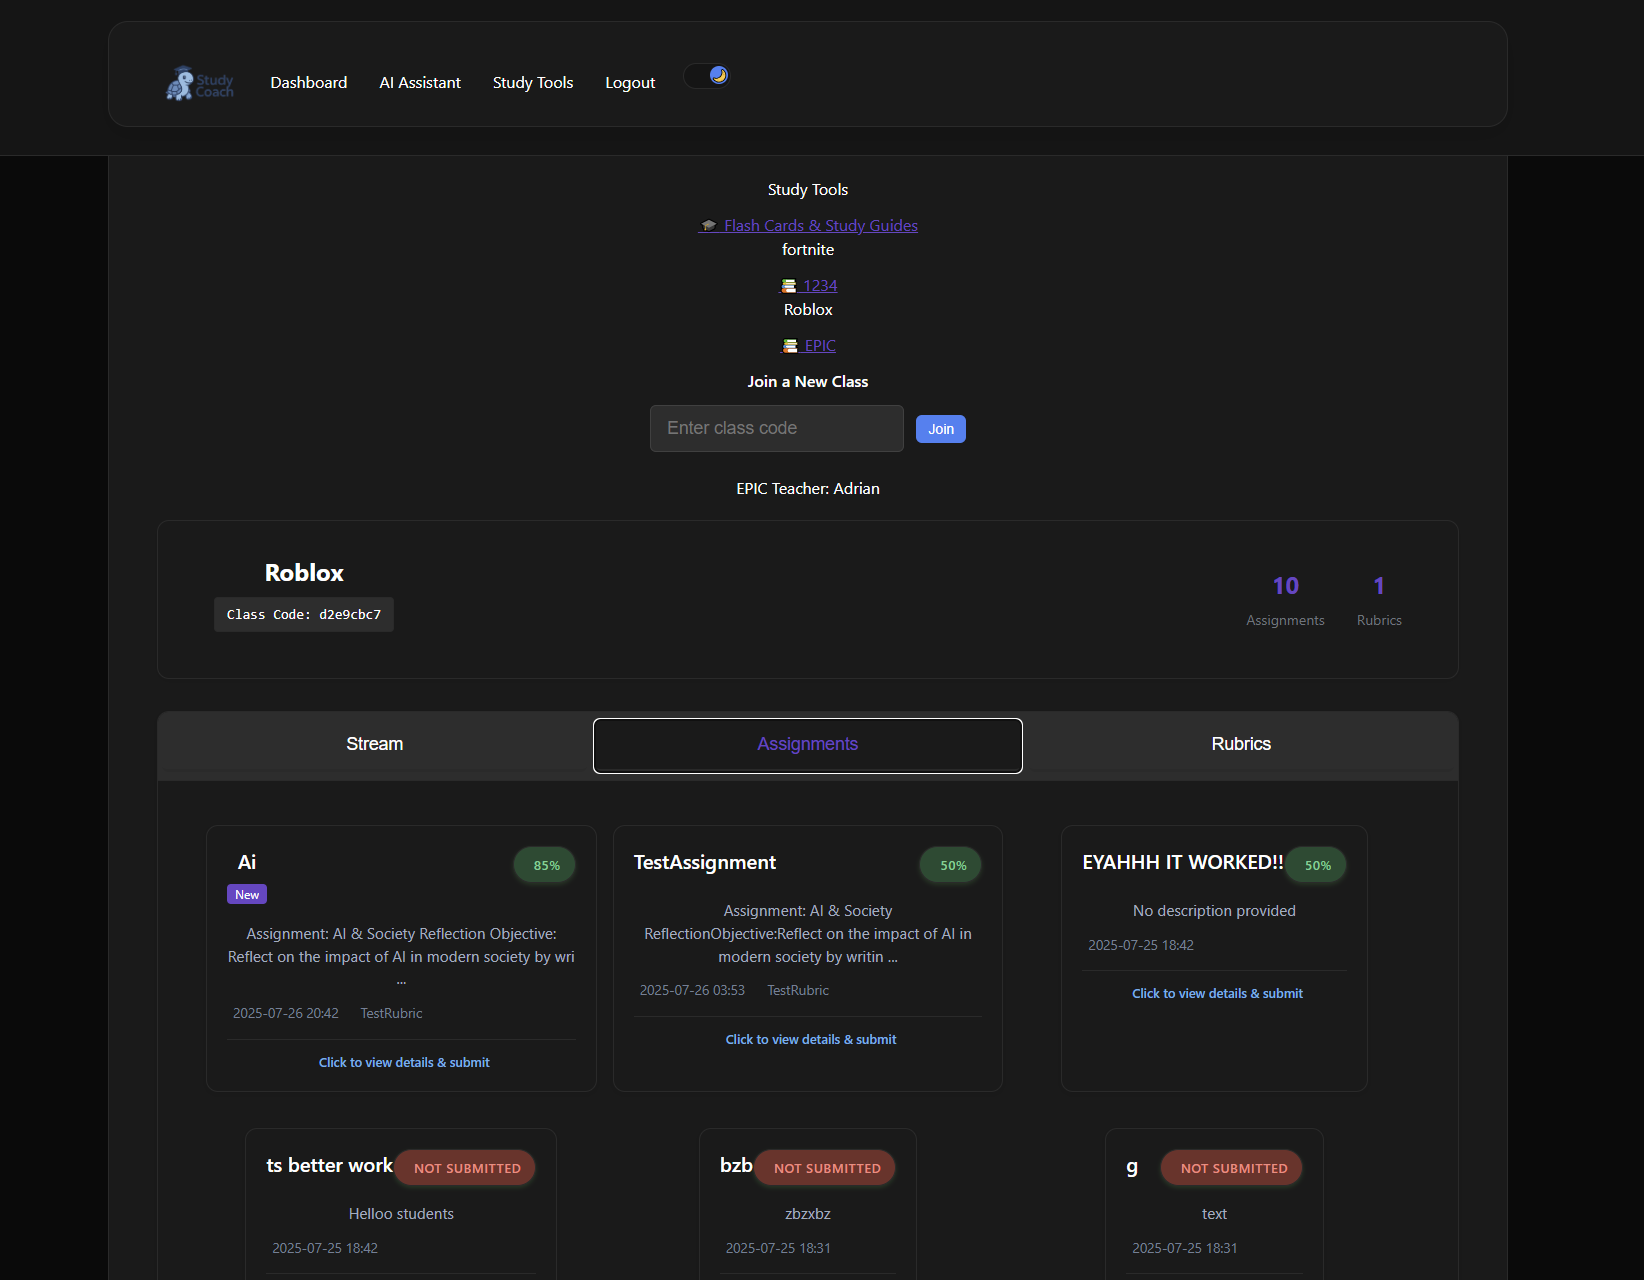 Study
Coach
Dashboard
AI Assistant
Study Tools
Logout
Study Tools
Flash Cards & Study Guides
fortnite
1234
Roblox
EPIC
Join a New Class
Enter class code
Join
EPIC Teacher: Adrian
Roblox
Class Code: d2e9cbc7
10
Assignments
1
Rubrics
Stream
Assignments
Rubrics
Ai
85%
New
Assignment: AI & Society Reflection Objective:
Reflect on the impact of AI in modern society by wri
...
2025-07-26 20:42 TestRubric
Click to view details & submit
TestAssignment
50%
Assignment: AI & Society
ReflectionObjective:Reflect on the impact of AI in
modern society by writin ...
2025-07-26 03:53 TestRubric
Click to view details & submit
EYAHHH IT WORKED!!
50%
No description provided
2025-07-25 18:42
Click to view details & submit
ts better work
NOT SUBMITTED
Helloo students
2025-07-25 18:42
bzb
NOT SUBMITTED
zbzxbz
2025-07-25 18:31
g
NOT SUBMITTED
text
2025-07-25 18:31